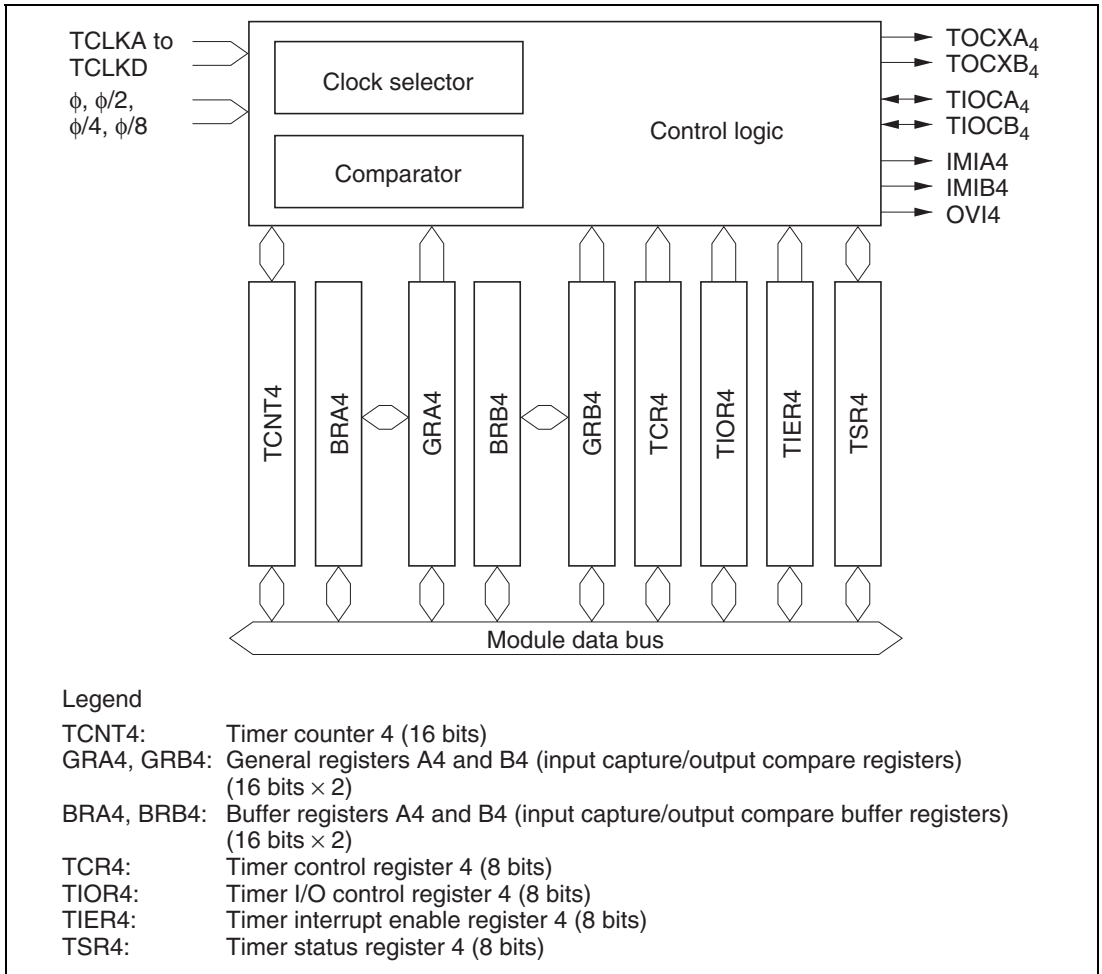 TCLKA to
TCLKD
ϕ, ϕ/2,
ϕ/4, ϕ/8
Clock selector
Comparator
Control logic
TOCXA4
TOCXB4
TIOCA4
TIOCB4
IMIA4
IMIB4
OVI4
TCNT4
BRA4
GRA4
BRB4
GRB4
TCR4
TIOR4
TIER4
TSR4
Module data bus
Legend
TCNT4: Timer counter 4 (16 bits)
GRA4, GRB4: General registers A4 and B4 (input capture/output compare registers)
(16 bits × 2)
BRA4, BRB4: Buffer registers A4 and B4 (input capture/output compare buffer registers)
(16 bits × 2)
TCR4: Timer control register 4 (8 bits)
TIOR4: Timer I/O control register 4 (8 bits)
TIER4: Timer interrupt enable register 4 (8 bits)
TSR4: Timer status register 4 (8 bits)